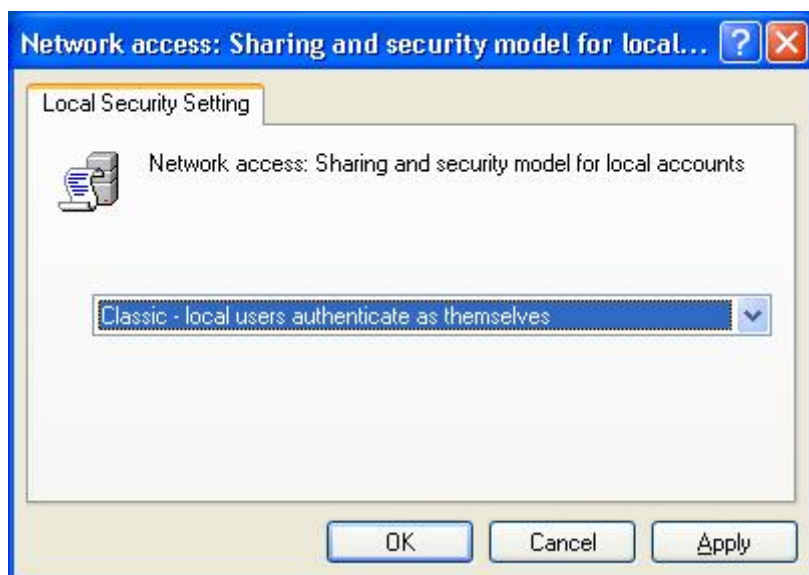 Network access: Sharing and security model for local...
Local Security Setting
Network access: Sharing and security model for local accounts
Classic - local users authenticate as themselves
OK Cancel Apply